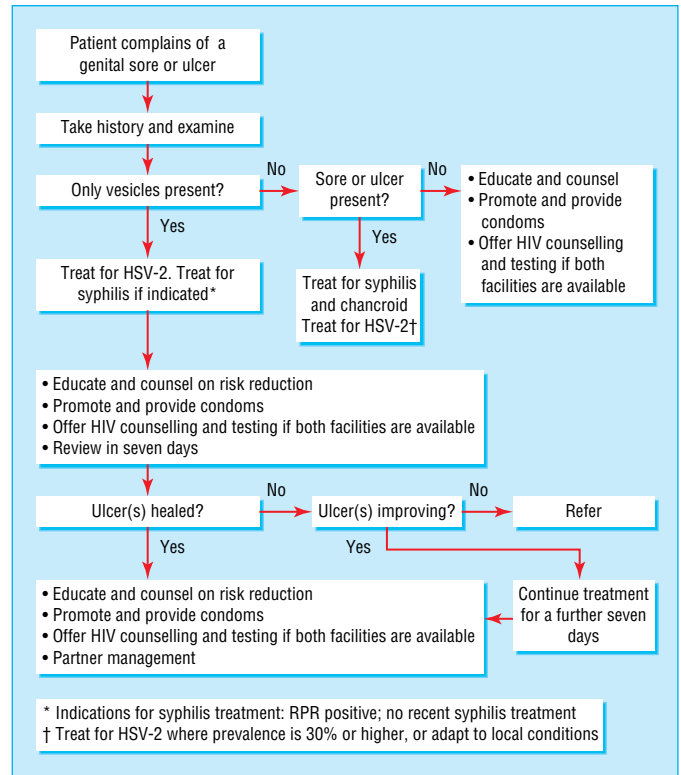 Patient complains of a
genital sore or ulcer
Take history and examine
Only vesicles present?
No
Sore or ulcer
present?
No
• Educate and counsel
• Promote and provide
condoms
• Offer HIV counselling
and testing if both
facilities are available
Yes
Yes
Treat for HSV-2. Treat for
syphilis if indicated*
Treat for syphilis
and chancroid
Treat for HSV-2†
• Educate and counsel on risk reduction
• Promote and provide condoms
• Offer HIV counselling and testing if both facilities are available
• Review in seven days
Ulcer(s) healed?
No
Ulcer(s) improving?
No
Refer
Yes
Yes
• Educate and counsel on risk reduction
• Promote and provide condoms
• Offer HIV counselling and testing if both facilities are available
• Partner management
Continue treatment
for a further seven
days
* Indications for syphilis treatment: RPR positive; no recent syphilis treatment
† Treat for HSV-2 where prevalence is 30% or higher, or adapt to local conditions